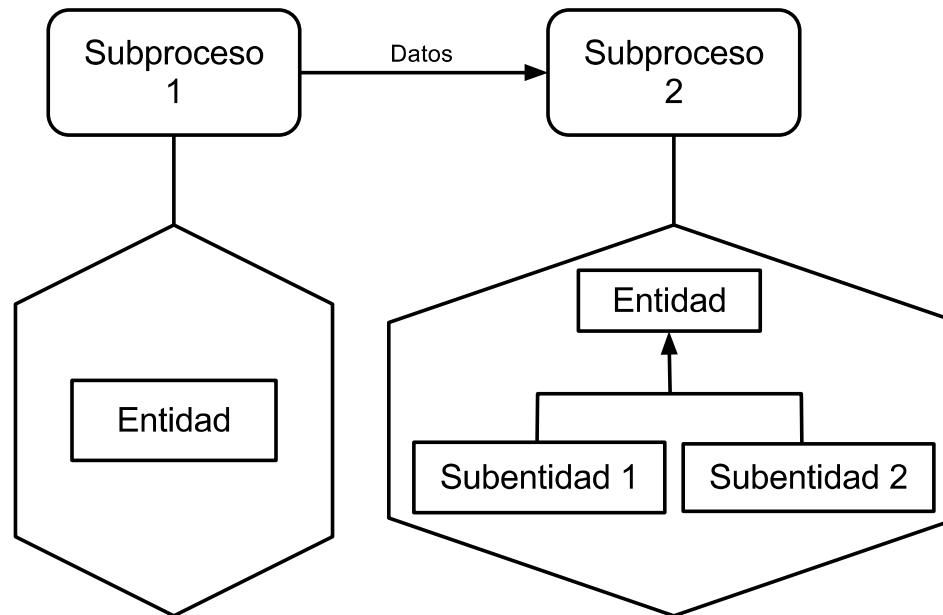 Subproceso
1
Datos
Subproceso
2
Entidad
Entidad
Subentidad 1
Subentidad 2